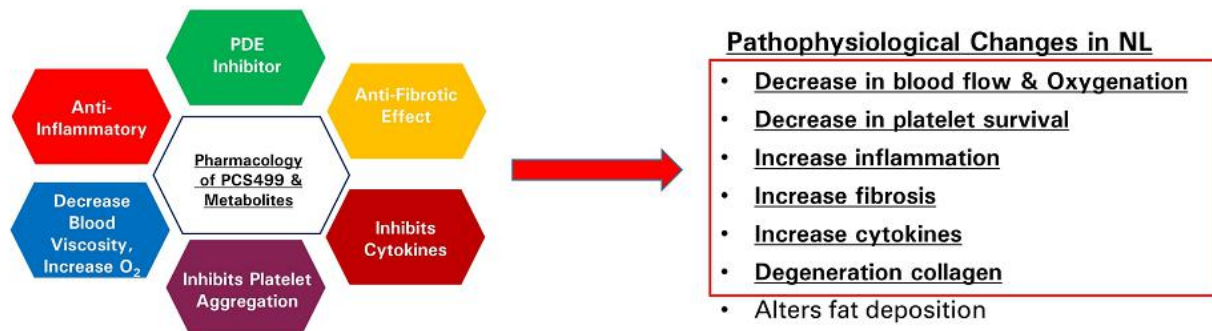 PDE
Inhibitor
Anti-
Inflammatory
Anti-Fibrotic
Effect
Pharmacology
of PCS499 &
Metabolites
Decrease
Blood
Viscosity,
Increase O₂
Inhibits
Cytokines
Inhibits Platelet
Aggregation
Pathophysiological Changes in NL
• Decrease in blood flow & Oxygenation
• Decrease in platelet survival
• Increase inflammation
• Increase fibrosis
• Increase cytokines
• Degeneration collagen
• Alters fat deposition